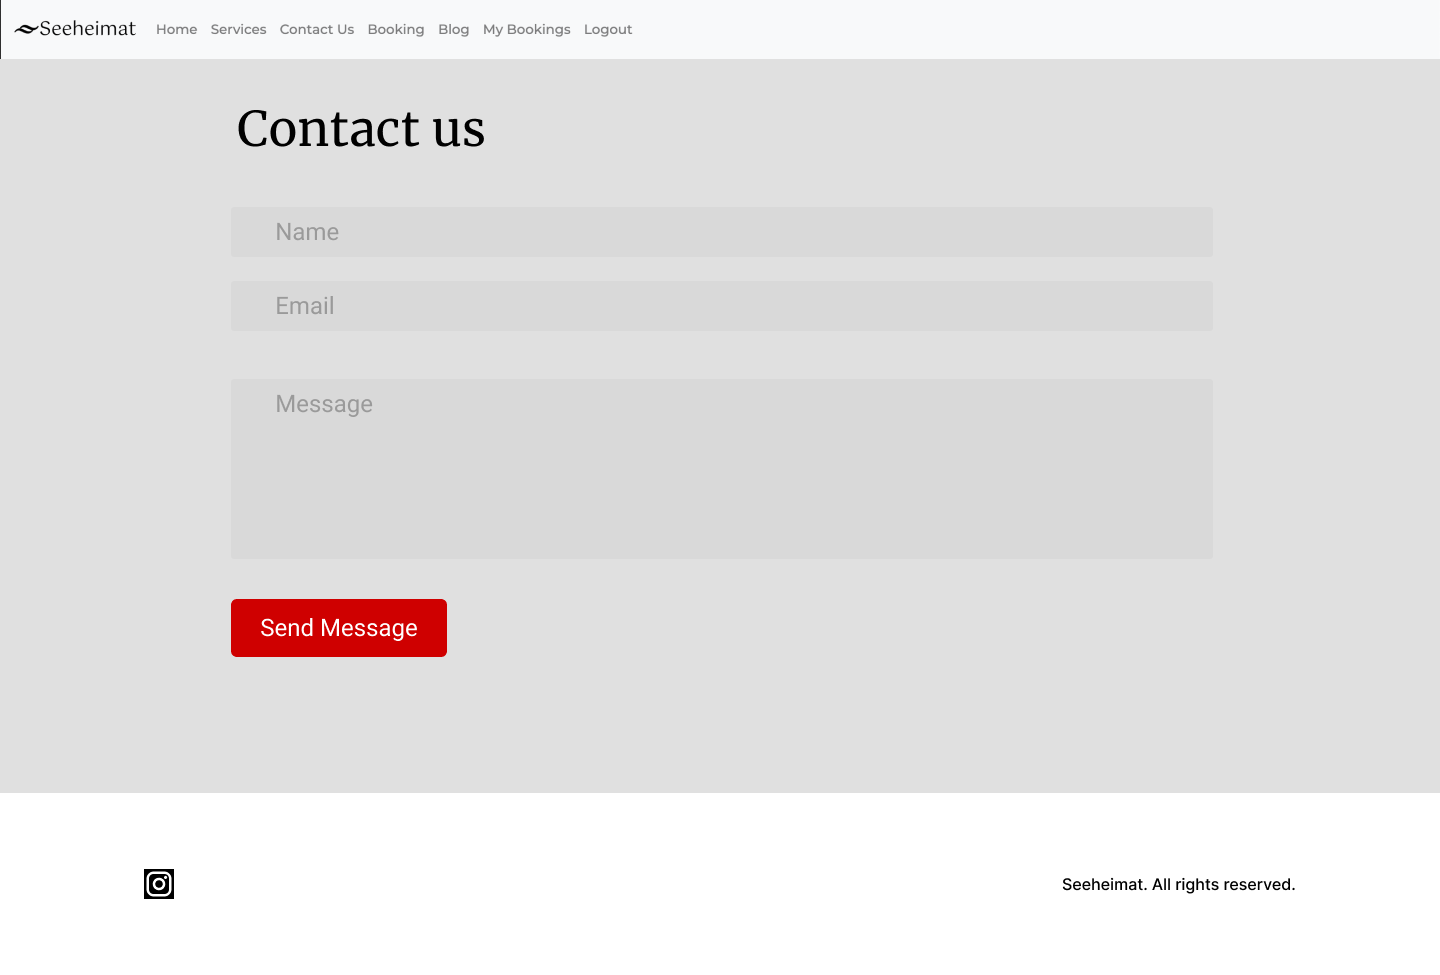 Seeheimat Home Services Contact Us Booking Blog My Bookings Logout
Contact us
Name
Email
Message
Send Message
Seeheimat. All rights reserved.